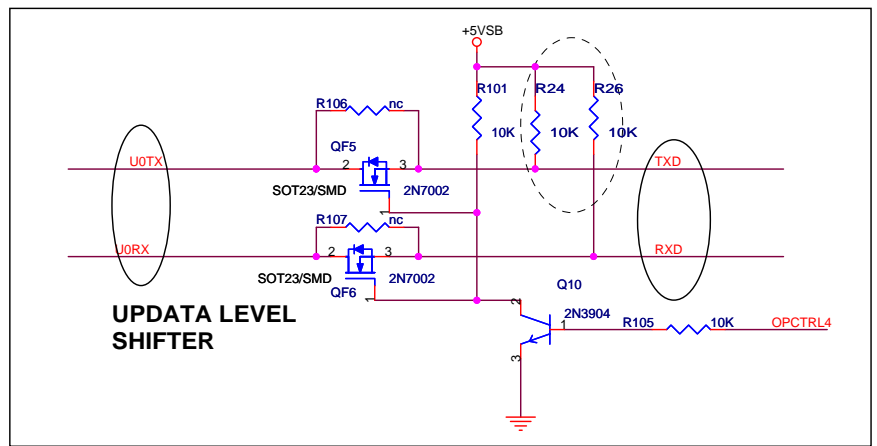 +5VSB
R101 R24 R26
R106 nc
10K 10K 10K
QF5
U0TX 2 3 TXD
SOT23/SMD 2N7002
1
R107 nc
U0RX 2 3 RXD
SOT23/SMD 2N7002
QF6 1
Q10
2
2N3904
1 R105 10K OPCTRL4
3
UPDATA LEVEL
SHIFTER